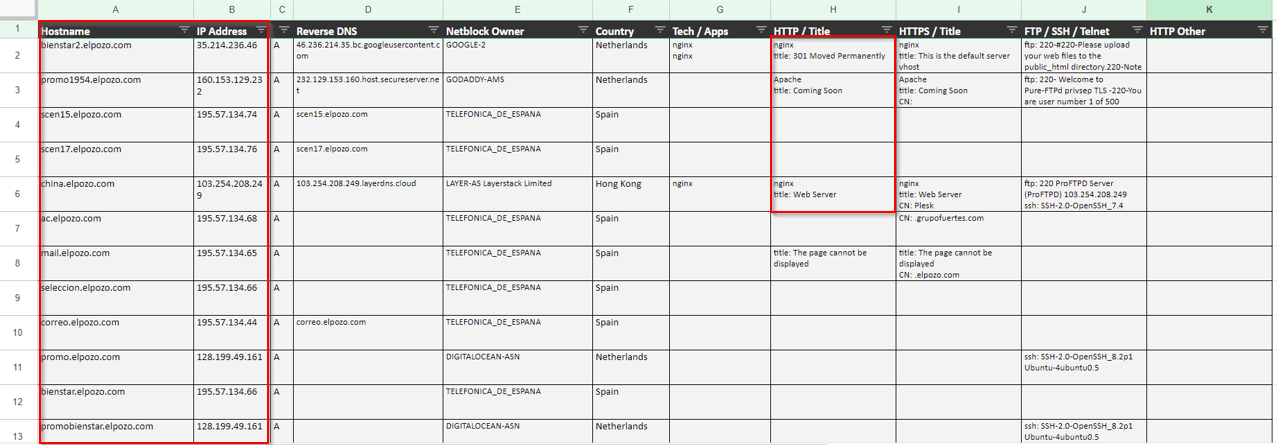 A B C D E F G H I J K
1 Hostname IP Address Reverse DNS Netblock Owner Country Tech / Apps HTTP / Title HTTPS / Title FTP / SSH / Telnet HTTP Other
2 bienstar2.elpozo.com 35.214.236.46 A 46.236.214.35.bc.googleusercontent.c GOOGLE-2 Netherlands nginx nginx nginx ftp: 220-#220-Please upload
om nginx title: 301 Moved Permanently title: This is the default server your web files to the
vhost public_html directory.220-Note
3 promo1954.elpozo.com 160.153.129.23 A 232.129.153.160.host.secureserver.ne GODADDY-AMS Netherlands Apache Apache ftp: 220- Welcome to
2 t title: Coming Soon title: Coming Soon Pure-FTPd privsep TLS -220-You
CN: are user number 1 of 500
4 scen15.elpozo.com 195.57.134.74 A scen15.elpozo.com TELEFONICA_DE_ESPANA Spain
5 scen17.elpozo.com 195.57.134.76 A scen17.elpozo.com TELEFONICA_DE_ESPANA Spain
6 china.elpozo.com 103.254.208.24 A 103.254.208.249.layerdns.cloud LAYER-AS Layerstack Limited Hong Kong nginx nginx nginx ftp: 220 ProFTPD Server
9 title: Web Server title: Web Server (ProFTPD) 103.254.208.249
CN: Plesk ssh: SSH-2.0-OpenSSH_7.4
7 ac.elpozo.com 195.57.134.68 A TELEFONICA_DE_ESPANA Spain CN: .grupofuertes.com
8 mail.elpozo.com 195.57.134.65 A TELEFONICA_DE_ESPANA Spain title: The page cannot be title: The page cannot be
displayed displayed
CN: .elpozo.com
9 seleccion.elpozo.com 195.57.134.66 A TELEFONICA_DE_ESPANA Spain
10 correo.elpozo.com 195.57.134.44 A correo.elpozo.com TELEFONICA_DE_ESPANA Spain
11 promo.elpozo.com 128.199.49.161 A DIGITALOCEAN-ASN Netherlands ssh: SSH-2.0-OpenSSH_8.2p1
Ubuntu-4ubuntu0.5
12 bienstar.elpozo.com 195.57.134.66 A TELEFONICA_DE_ESPANA Spain
13 promobienstar.elpozo.com 128.199.49.161 A DIGITALOCEAN-ASN Netherlands ssh: SSH-2.0-OpenSSH_8.2p1
Ubuntu-4ubuntu0.5